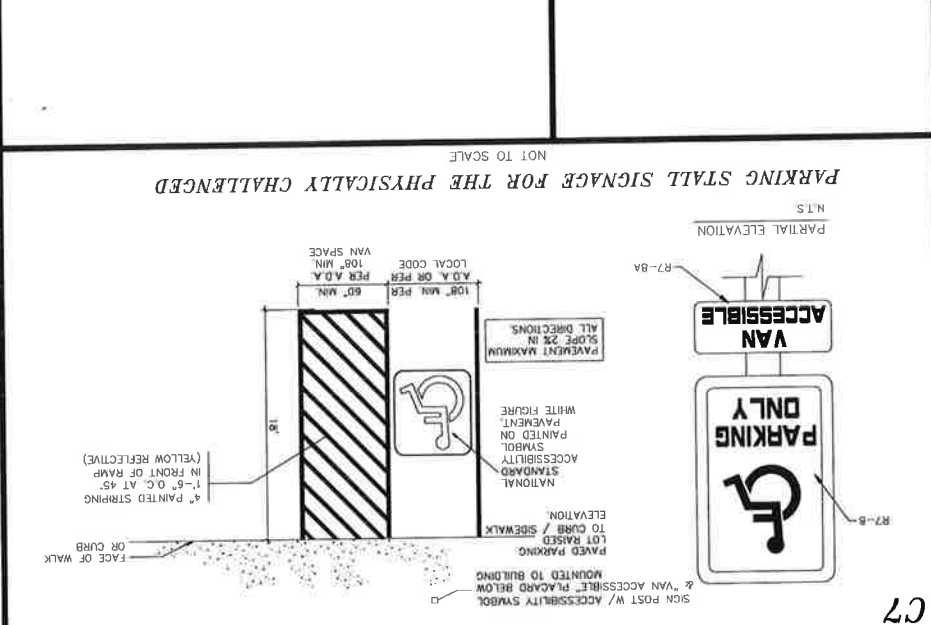 C7
SIGN POST W/ ACCESSIBILITY SYMBOL
& "VAN ACCESSIBLE" PLACARD BELOW
MOUNTED TO BUILDING
R7-8
PARKING
ONLY
VAN
ACCESSIBLE
R7-8A
PARTIAL ELEVATION
N.T.S
PAVED PARKING
LOT RAISED
TO CURB / SIDEWALK
ELEVATION.
NATIONAL
STANDARD
ACCESSIBILITY
SYMBOL
PAINTED ON
PAVEMENT,
WHITE FIGURE
PAVEMENT MAXIMUM
SLOPE 2% IN
ALL DIRECTIONS.
FACE OF WALK
OR CURB
4" PAINTED STRIPING
1'-6" O.C. AT 45°
IN FRONT OF RAMP
(YELLOW REFLECTIVE)
18'
108" MIN. PER
A.D.A. OR PER
LOCAL CODE
60" MIN.
PER A.D.A.
108" MIN.
VAN SPACE
PARKING STALL SIGNAGE FOR THE PHYSICALLY CHALLENGED
NOT TO SCALE